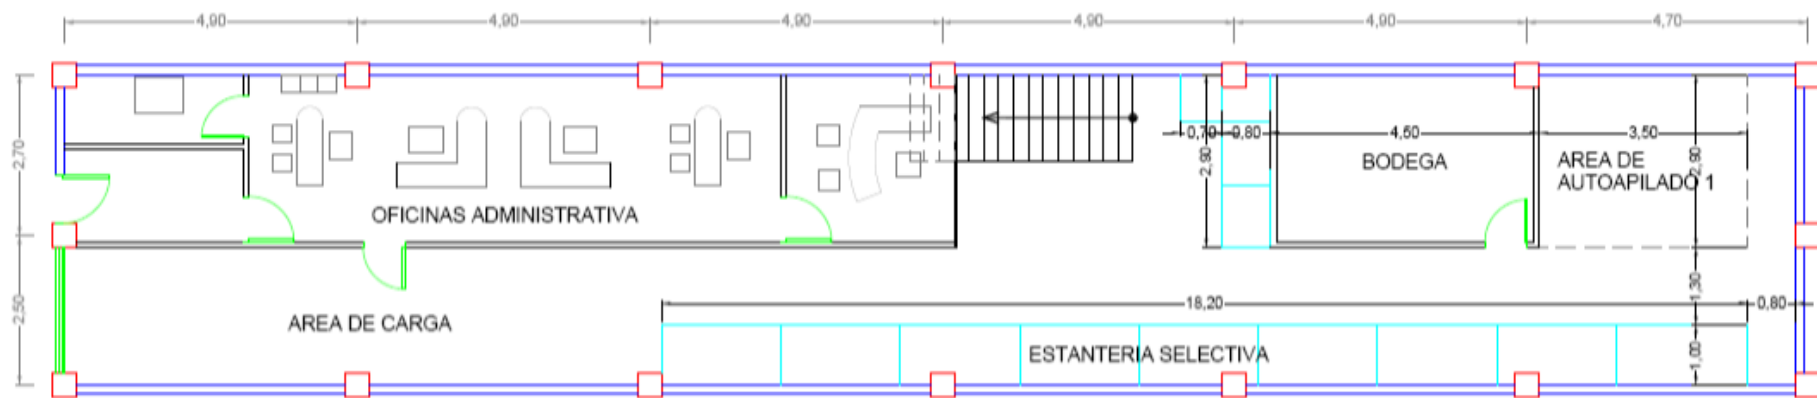 4,90 4,90 4,90 4,90 4,90 4,70
2,70
0,70 0,80 4,50 3,50
2,90 2,90
BODEGA
AREA DE
AUTOAPILADO 1
OFICINAS ADMINISTRATIVA
2,50
18,20 1,30 0,80
AREA DE CARGA
ESTANTERIA SELECTIVA
1,00